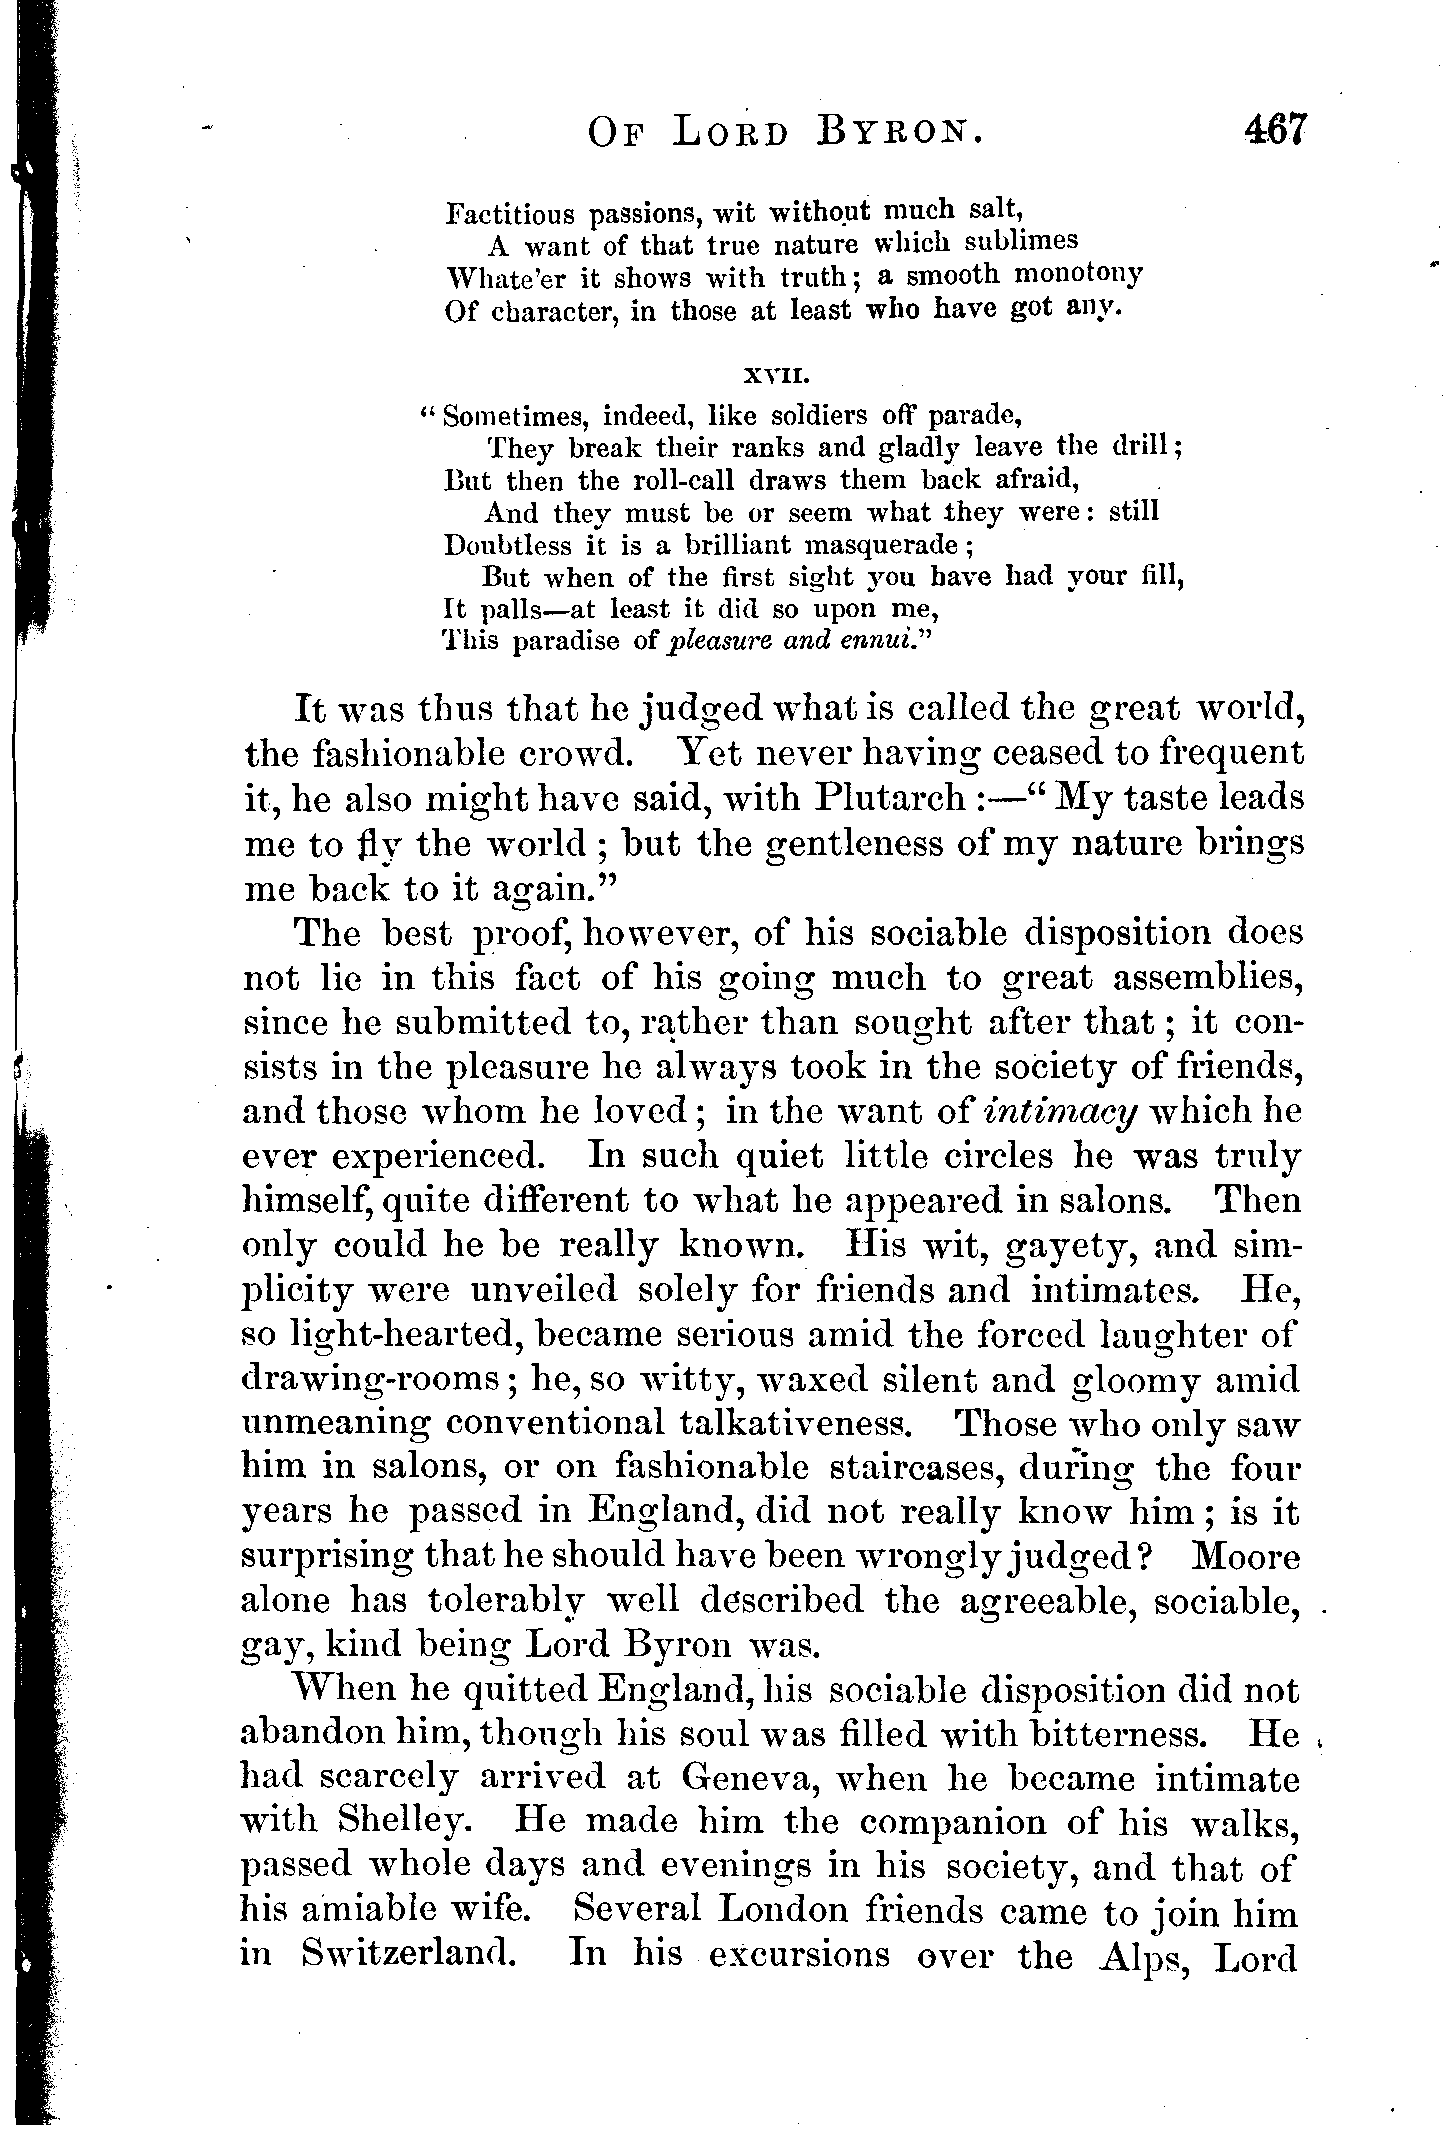 OF LORD BYRON. 467
Factitious passions, wit without much salt,
A want of that true nature which sublimes
Whate'er it shows with truth; a smooth monotony
Of character, in those at least who have got any.
XVII.
“Sometimes, indeed, like soldiers off parade,
They break their ranks and gladly leave the drill;
But then the roll-call draws them back afraid,
And they must be or seem what they were: still
Doubtless it is a brilliant masquerade;
But when of the first sight you have had your fill,
It palls—at least it did so upon me,
This paradise of pleasure and ennui.”
It was thus that he judged what is called the great world,
the fashionable crowd. Yet never having ceased to frequent
it, he also might have said, with Plutarch:—“My taste leads
me to fly the world; but the gentleness of my nature brings
me back to it again.”
The best proof, however, of his sociable disposition does
not lie in this fact of his going much to great assemblies,
since he submitted to, rather than sought after that; it con-
sists in the pleasure he always took in the society of friends,
and those whom he loved; in the want of intimacy which he
ever experienced. In such quiet little circles he was truly
himself, quite different to what he appeared in salons. Then
only could he be really known. His wit, gayety, and sim-
plicity were unveiled solely for friends and intimates. He,
so light-hearted, became serious amid the forced laughter of
drawing-rooms; he, so witty, waxed silent and gloomy amid
unmeaning conventional talkativeness. Those who only saw
him in salons, or on fashionable staircases, during the four
years he passed in England, did not really know him; is it
surprising that he should have been wrongly judged? Moore
alone has tolerably well described the agreeable, sociable,
gay, kind being Lord Byron was.
When he quitted England, his sociable disposition did not
abandon him, though his soul was filled with bitterness. He
had scarcely arrived at Geneva, when he became intimate
with Shelley. He made him the companion of his walks,
passed whole days and evenings in his society, and that of
his amiable wife. Several London friends came to join him
in Switzerland. In his excursions over the Alps, Lord